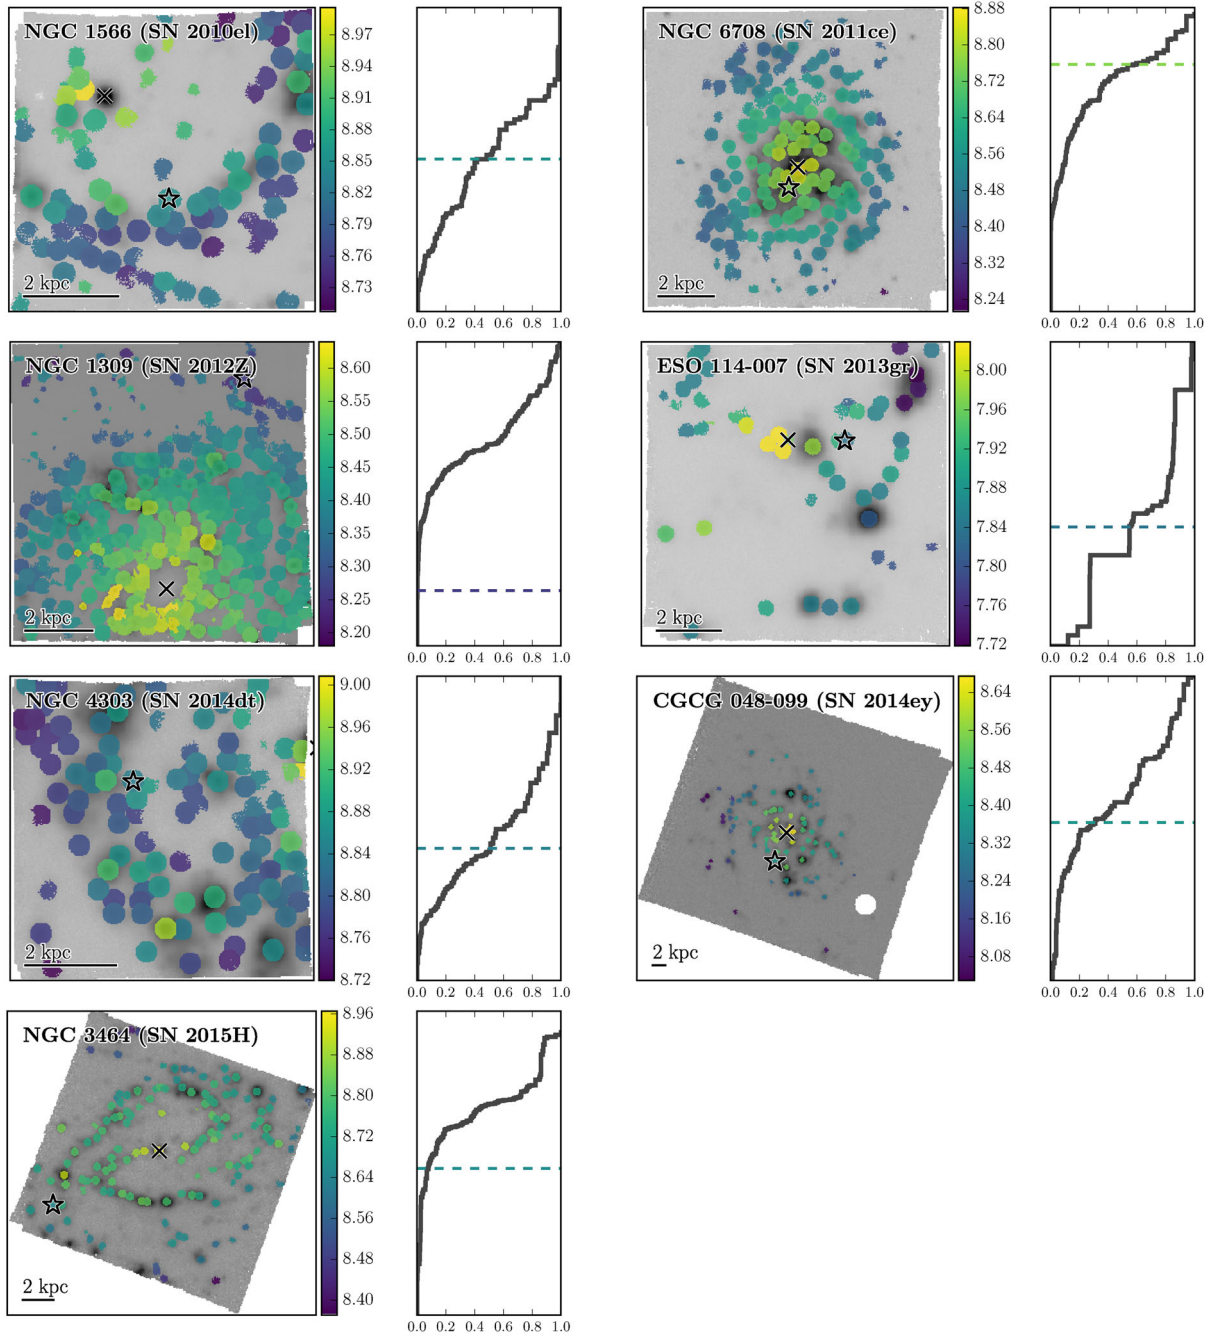 NGC 1566 (SN 2010el)
2 kpc
8.97
8.94
8.91
8.88
8.85
8.82
8.79
8.76
8.73
0.0 0.2 0.4 0.6 0.8 1.0
NGC 6708 (SN 2011ce)
2 kpc
8.88
8.80
8.72
8.64
8.56
8.48
8.40
8.32
8.24
0.0 0.2 0.4 0.6 0.8 1.0
NGC 1309 (SN 2012Z)
2 kpc
8.60
8.55
8.50
8.45
8.40
8.35
8.30
8.25
8.20
0.0 0.2 0.4 0.6 0.8 1.0
ESO 114-007 (SN 2013gr)
2 kpc
8.00
7.96
7.92
7.88
7.84
7.80
7.76
7.72
0.0 0.2 0.4 0.6 0.8 1.0
NGC 4303 (SN 2014dt)
2 kpc
9.00
8.96
8.92
8.88
8.84
8.80
8.76
8.72
0.0 0.2 0.4 0.6 0.8 1.0
CGCG 048-099 (SN 2014ey)
2 kpc
8.64
8.56
8.48
8.40
8.32
8.24
8.16
8.08
0.0 0.2 0.4 0.6 0.8 1.0
NGC 3464 (SN 2015H)
2 kpc
8.96
8.88
8.80
8.72
8.64
8.56
8.48
8.40
0.0 0.2 0.4 0.6 0.8 1.0